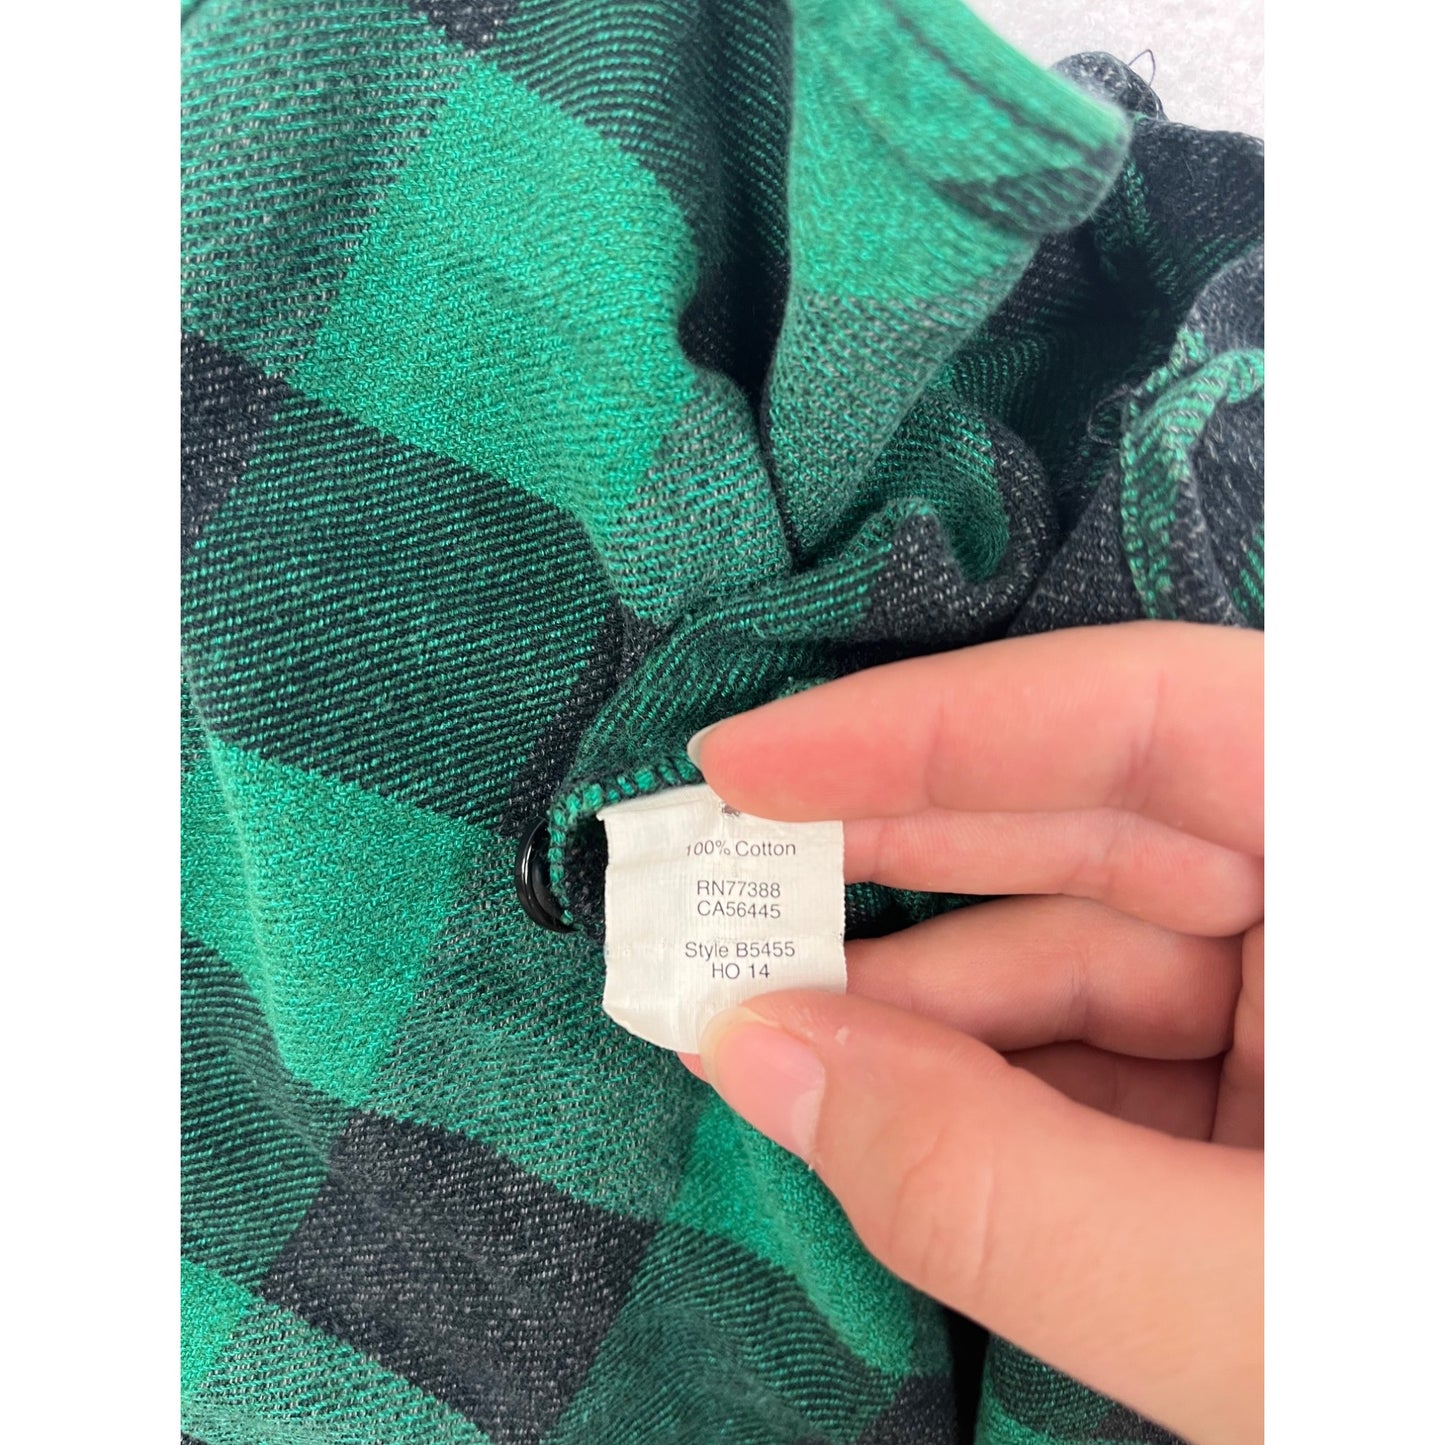 100% Cotton
RN77388
CA56445
Style B5455
HO 14